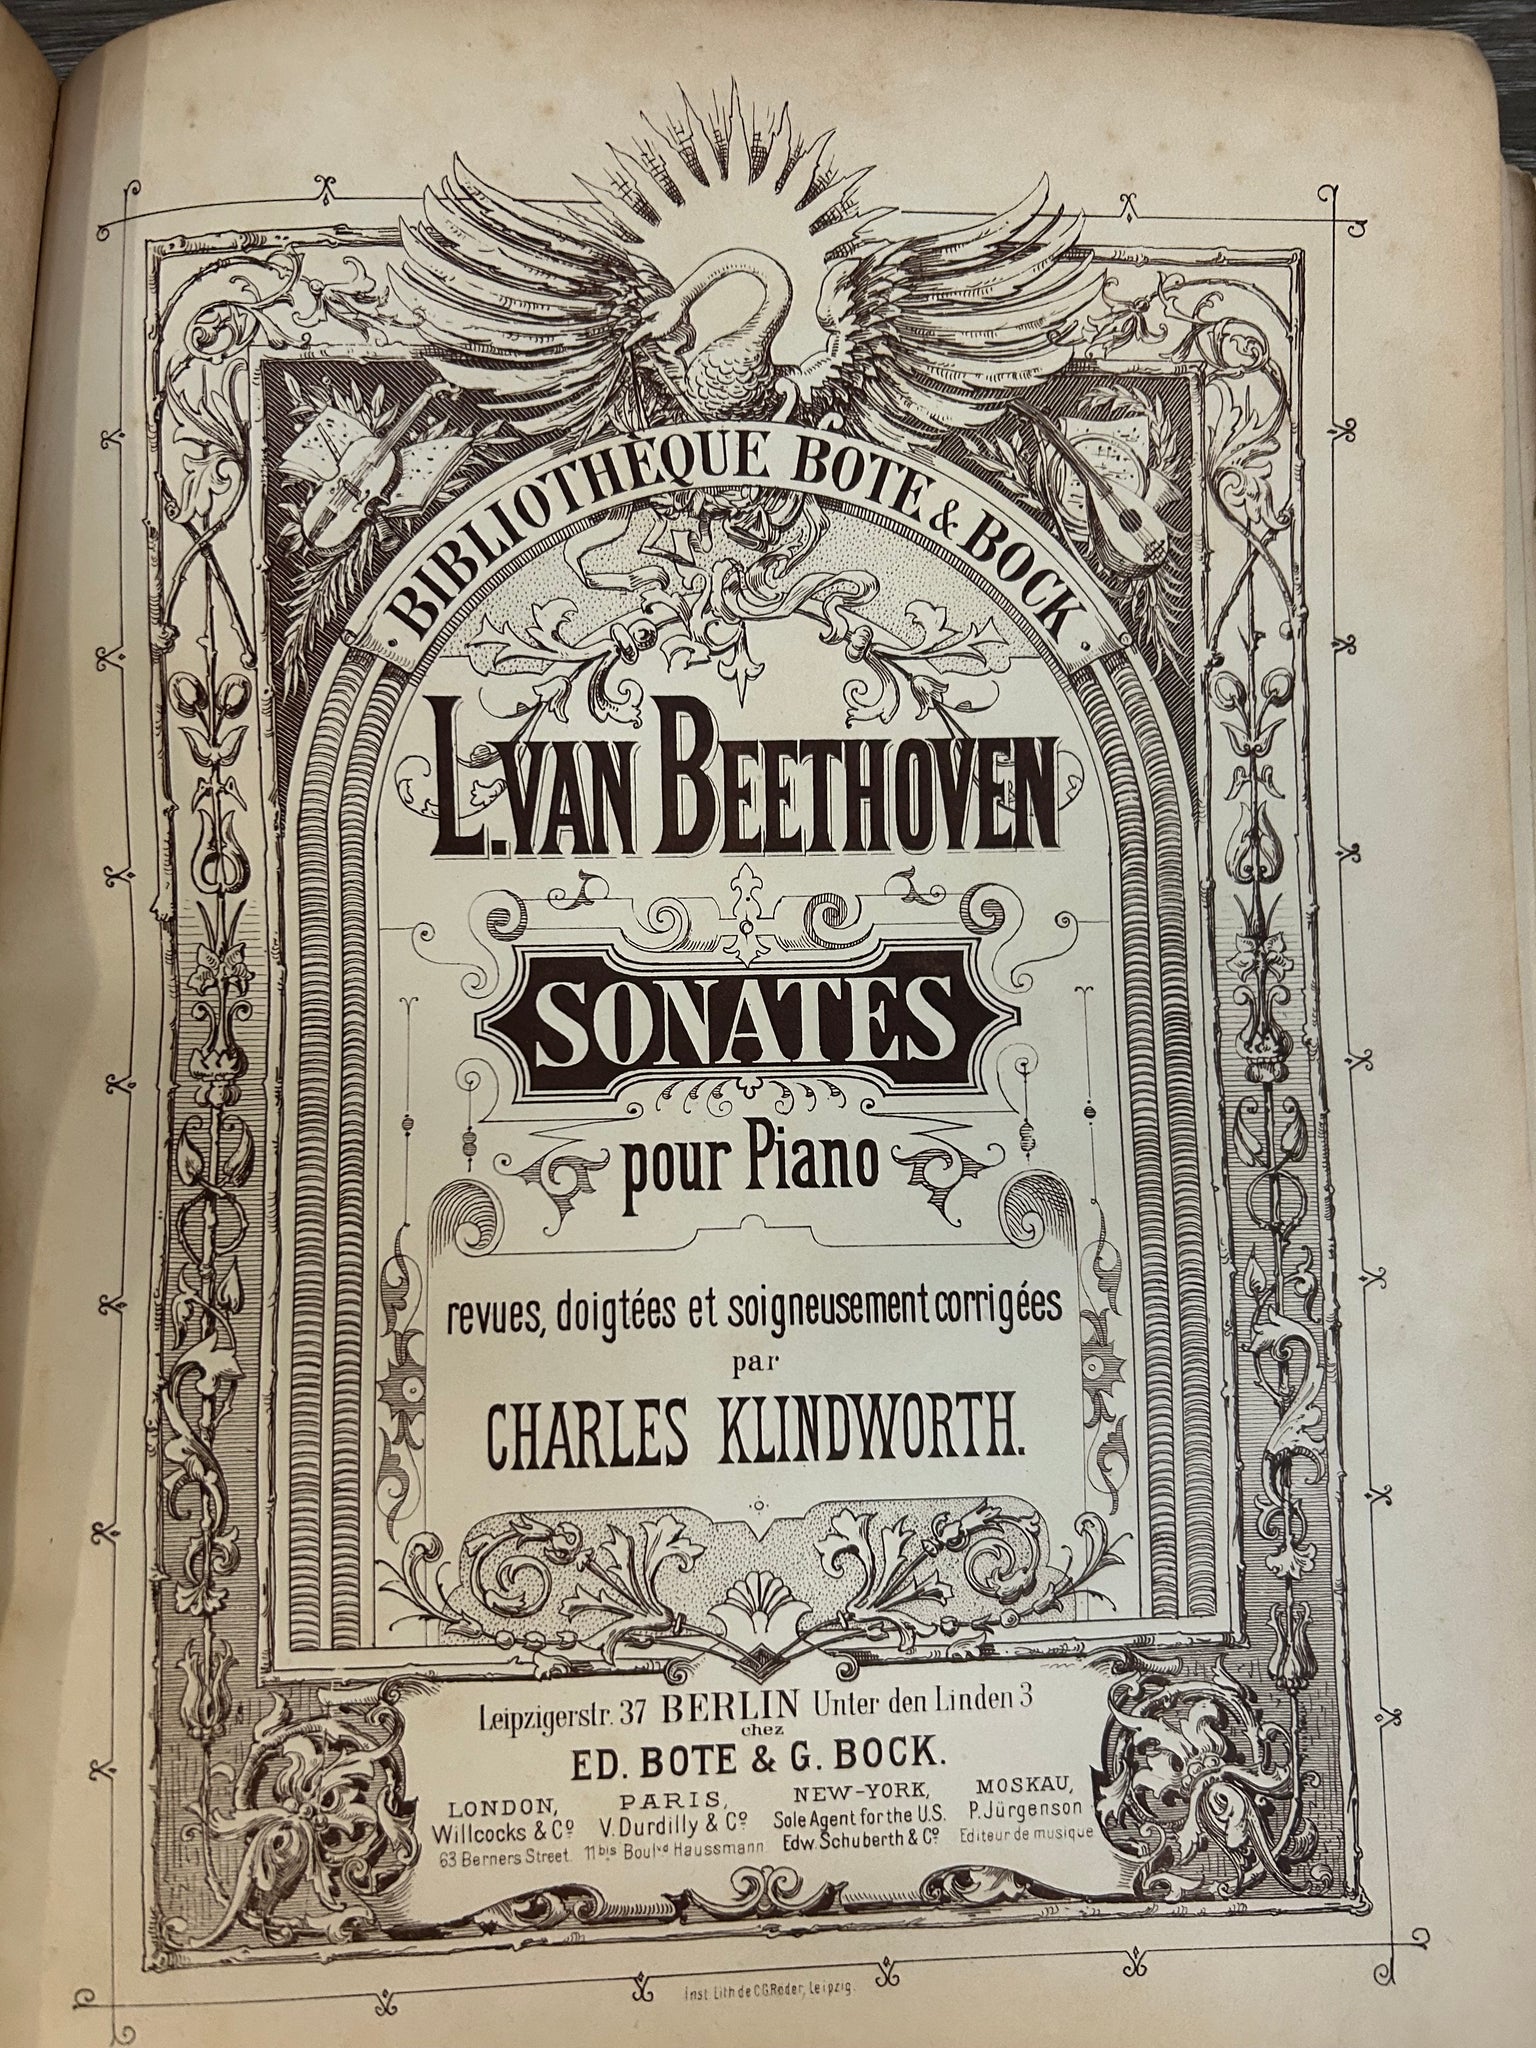 BIBLIOTHÈQUE BOTE & BOCK
L. VAN BEETHOVEN
SONATES
pour Piano
revues, doigtées et soigneusement corrigées
par
CHARLES KLINDWORTH.
Leipzigerstr. 37 BERLIN Unter den Linden 3
chez
ED. BOTE & G. BOCK.
LONDON, PARIS, NEW-YORK, MOSKAU,
Willcocks & Cº V. Durdilly & Cº Sole Agent for the U.S. P. Jürgenson
63 Berners Street. 11bis Boulvd Haussmann Edw. Schuberth & Cº Editeur de musique
Inst Lith de C.G.Röder, Leipzig.